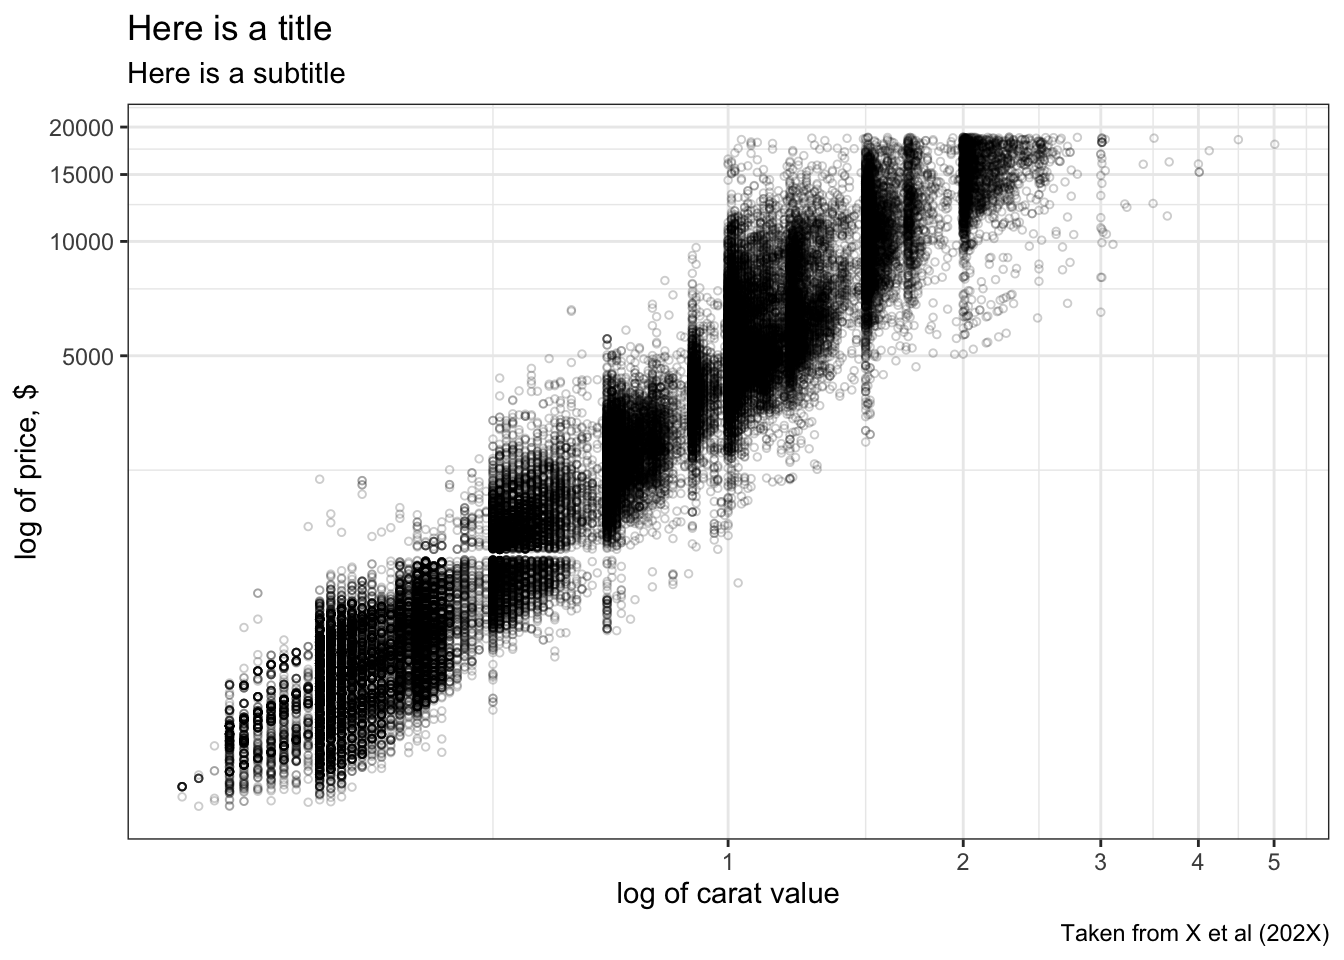 Here is a title
Here is a subtitle
20000
15000
10000
5000
log of price, $
1 2 3 4 5
log of carat value
Taken from X et al (202X)